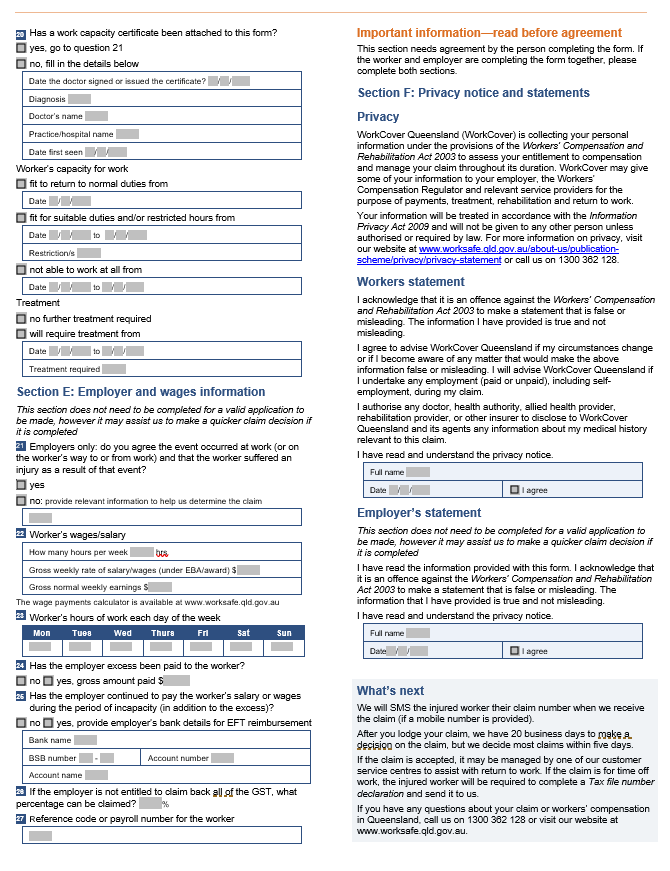 20 Has a work capacity certificate been attached to this form?
yes, go to question 21
no, fill in the details below
Date the doctor signed or issued the certificate? / /
Diagnosis
Doctor's name
Practice/hospital name
Date first seen / /
Worker's capacity for work
fit to return to normal duties from
Date / /
fit for suitable duties and/or restricted hours from
Date / / to / /
Restriction/s
not able to work at all from
Date / / to / /
Treatment
no further treatment required
will require treatment from
Date / / to / /
Treatment required
Section E: Employer and wages information
This section does not need to be completed for a valid application to
be made, however it may assist us to make a quicker claim decision if
it is completed
21 Employers only: do you agree the event occurred at work (or on
the worker's way to or from work) and that the worker suffered an
injury as a result of that event?
yes
no: provide relevant information to help us determine the claim
22 Worker's wages/salary
How many hours per week hrs
Gross weekly rate of salary/wages (under EBA/award) $
Gross normal weekly earnings $
The wage payments calculator is available at www.worksafe.qld.gov.au
23 Worker's hours of work each day of the week
Mon Tues Wed Thurs Fri Sat Sun
24 Has the employer excess been paid to the worker?
no yes, gross amount paid $
25 Has the employer continued to pay the worker's salary or wages
during the period of incapacity (in addition to the excess)?
no yes, provide employer's bank details for EFT reimbursement
Bank name
BSB number - Account number
Account name
26 If the employer is not entitled to claim back all of the GST, what
percentage can be claimed? %
27 Reference code or payroll number for the worker
Important information—read before agreement
This section needs agreement by the person completing the form. If
the worker and employer are completing the form together, please
complete both sections.
Section F: Privacy notice and statements
Privacy
WorkCover Queensland (WorkCover) is collecting your personal
information under the provisions of the Workers' Compensation and
Rehabilitation Act 2003 to assess your entitlement to compensation
and manage your claim throughout its duration. WorkCover may give
some of your information to your employer, the Workers'
Compensation Regulator and relevant service providers for the
purpose of payments, treatment, rehabilitation and return to work.
Your information will be treated in accordance with the Information
Privacy Act 2009 and will not be given to any other person unless
authorised or required by law. For more information on privacy, visit
our website at www.worksafe.qld.gov.au/about-us/publication-
scheme/privacy/privacy-statement or call us on 1300 362 128.
Workers statement
I acknowledge that it is an offence against the Workers' Compensation
and Rehabilitation Act 2003 to make a statement that is false or
misleading. The information I have provided is true and not
misleading.
I agree to advise WorkCover Queensland if my circumstances change
or if I become aware of any matter that would make the above
information false or misleading. I will advise WorkCover Queensland if
I undertake any employment (paid or unpaid), including self-
employment, during my claim.
I authorise any doctor, health authority, allied health provider,
rehabilitation provider, or other insurer to disclose to WorkCover
Queensland and its agents any information about my medical history
relevant to this claim.
I have read and understand the privacy notice.
Full name
Date / / I agree
Employer's statement
This section does not need to be completed for a valid application to
be made, however it may assist us to make a quicker claim decision if
it is completed
I have read the information provided with this form. I acknowledge that
it is an offence against the Workers' Compensation and Rehabilitation
Act 2003 to make a statement that is false or misleading. The
information that I have provided is true and not misleading.
I have read and understand the privacy notice.
Full name
Date / / I agree
What's next
We will SMS the injured worker their claim number when we receive
the claim (if a mobile number is provided).
After you lodge your claim, we have 20 business days to make a
decision on the claim, but we decide most claims within five days.
If the claim is accepted, it may be managed by one of our customer
service centres to assist with return to work. If the claim is for time off
work, the injured worker will be required to complete a Tax file number
declaration and send it to us.
If you have any questions about your claim or workers' compensation
in Queensland, call us on 1300 362 128 or visit our website at
www.worksafe.qld.gov.au.